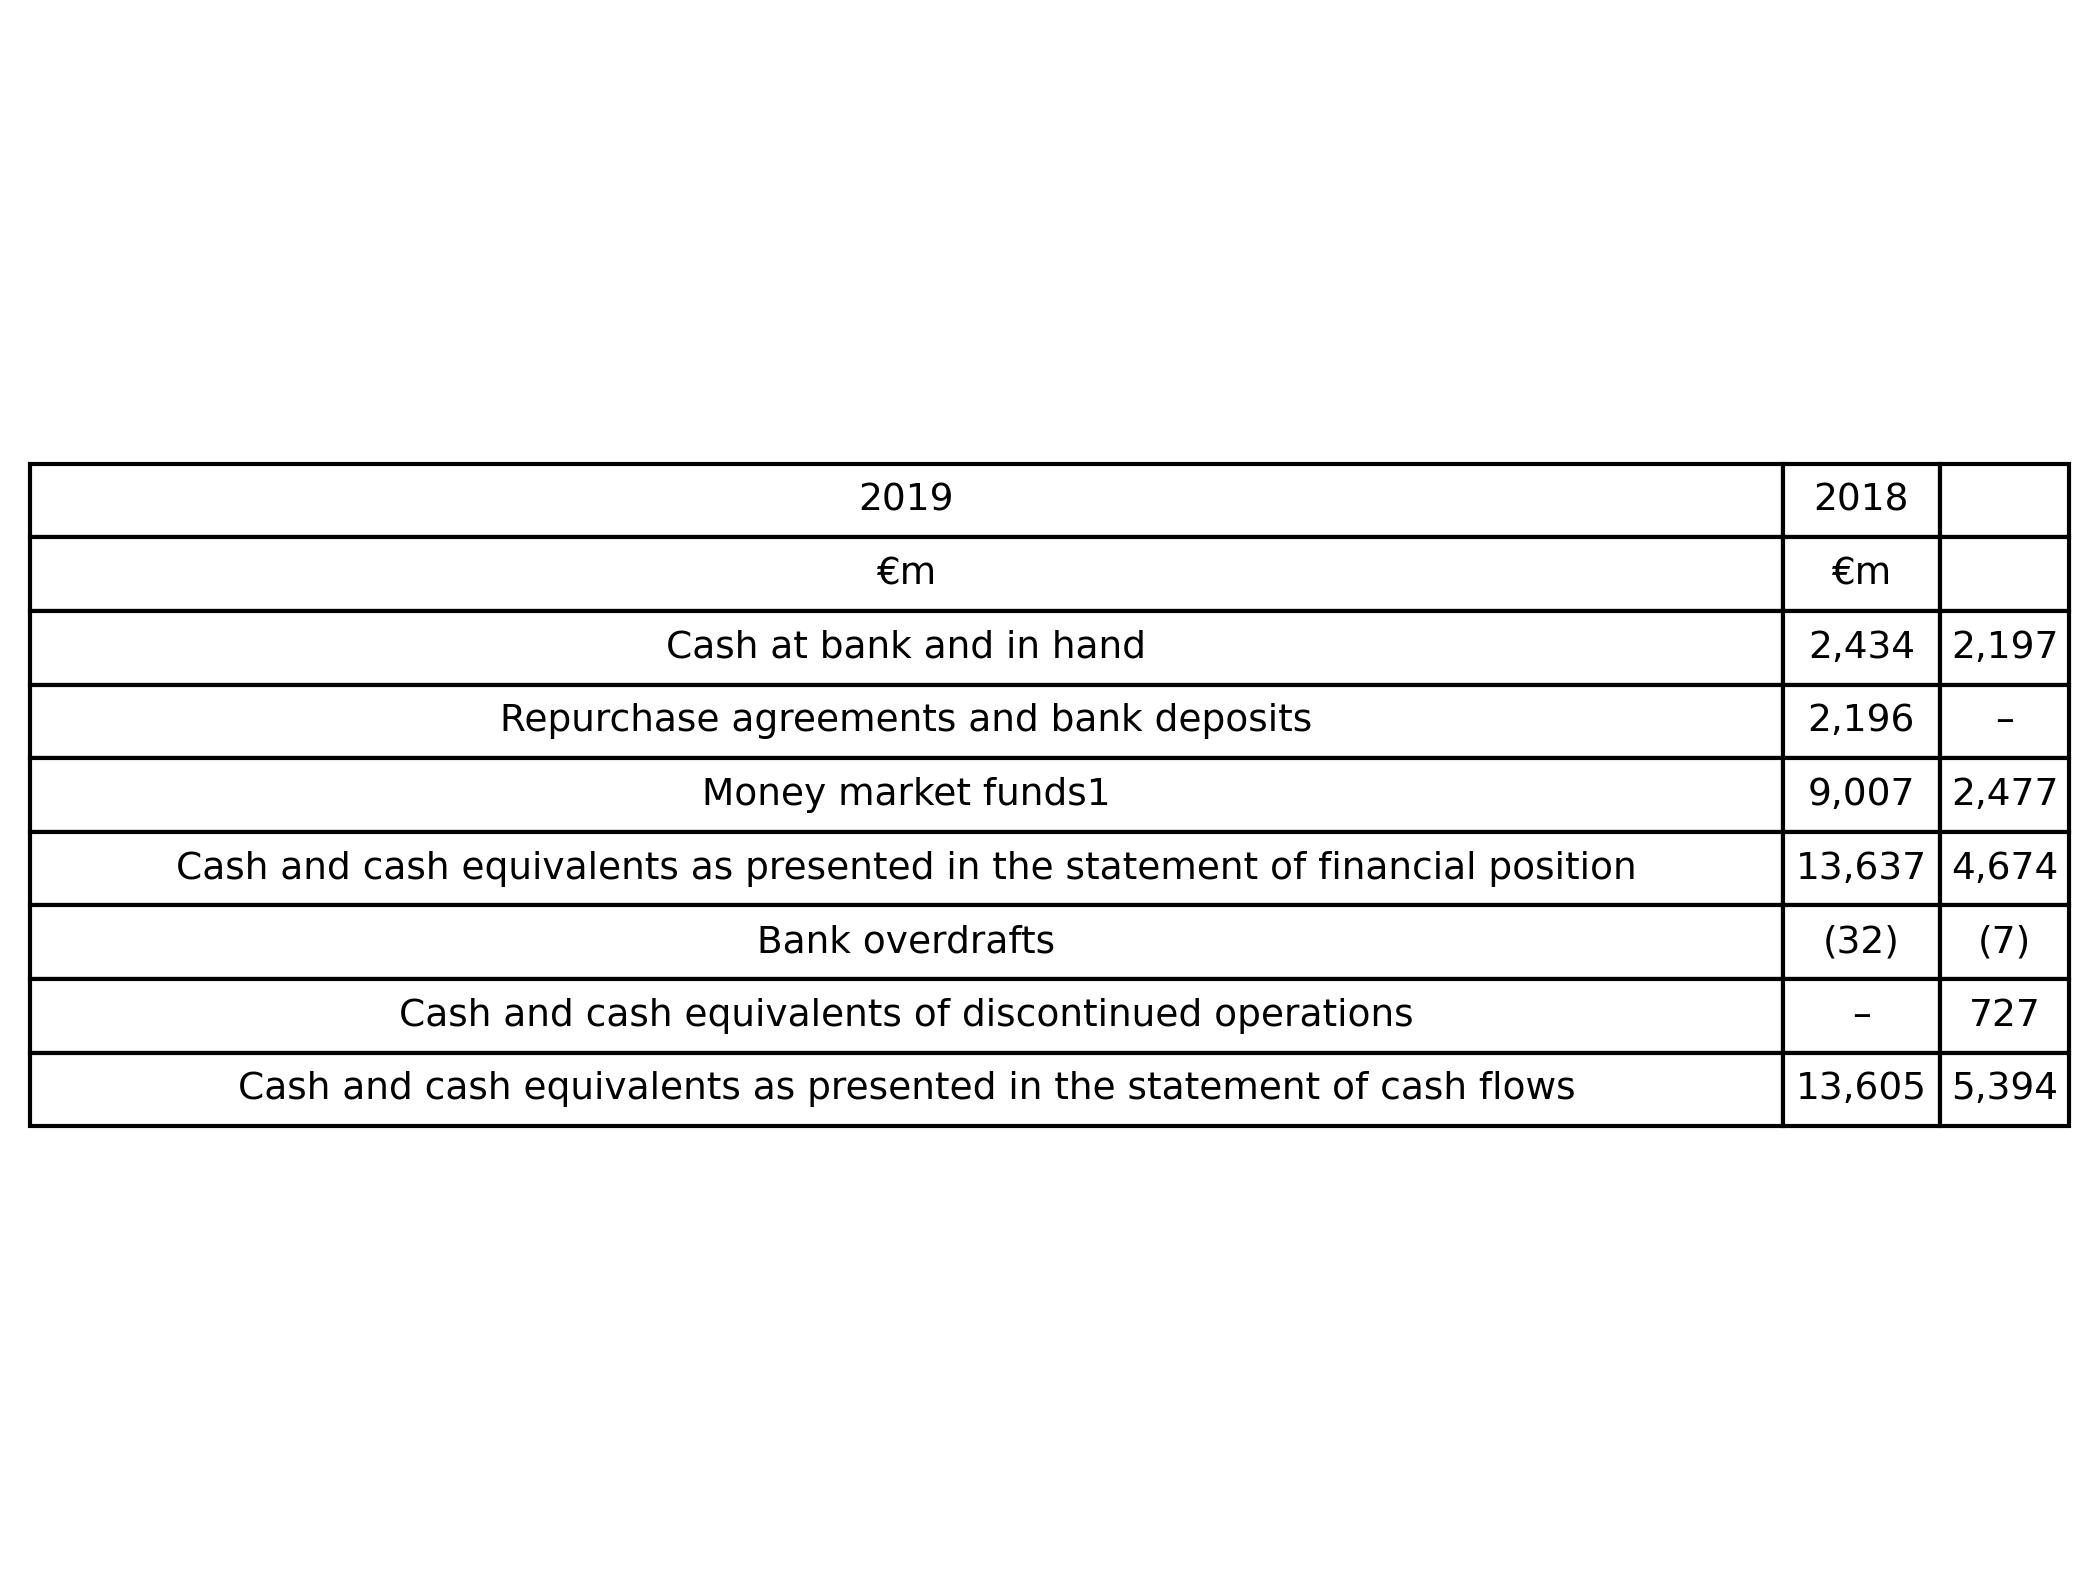 2019 2018
€m €m
Cash at bank and in hand 2,434 2,197
Repurchase agreements and bank deposits 2,196 –
Money market funds1 9,007 2,477
Cash and cash equivalents as presented in the statement of financial position 13,637 4,674
Bank overdrafts (32) (7)
Cash and cash equivalents of discontinued operations – 727
Cash and cash equivalents as presented in the statement of cash flows 13,605 5,394